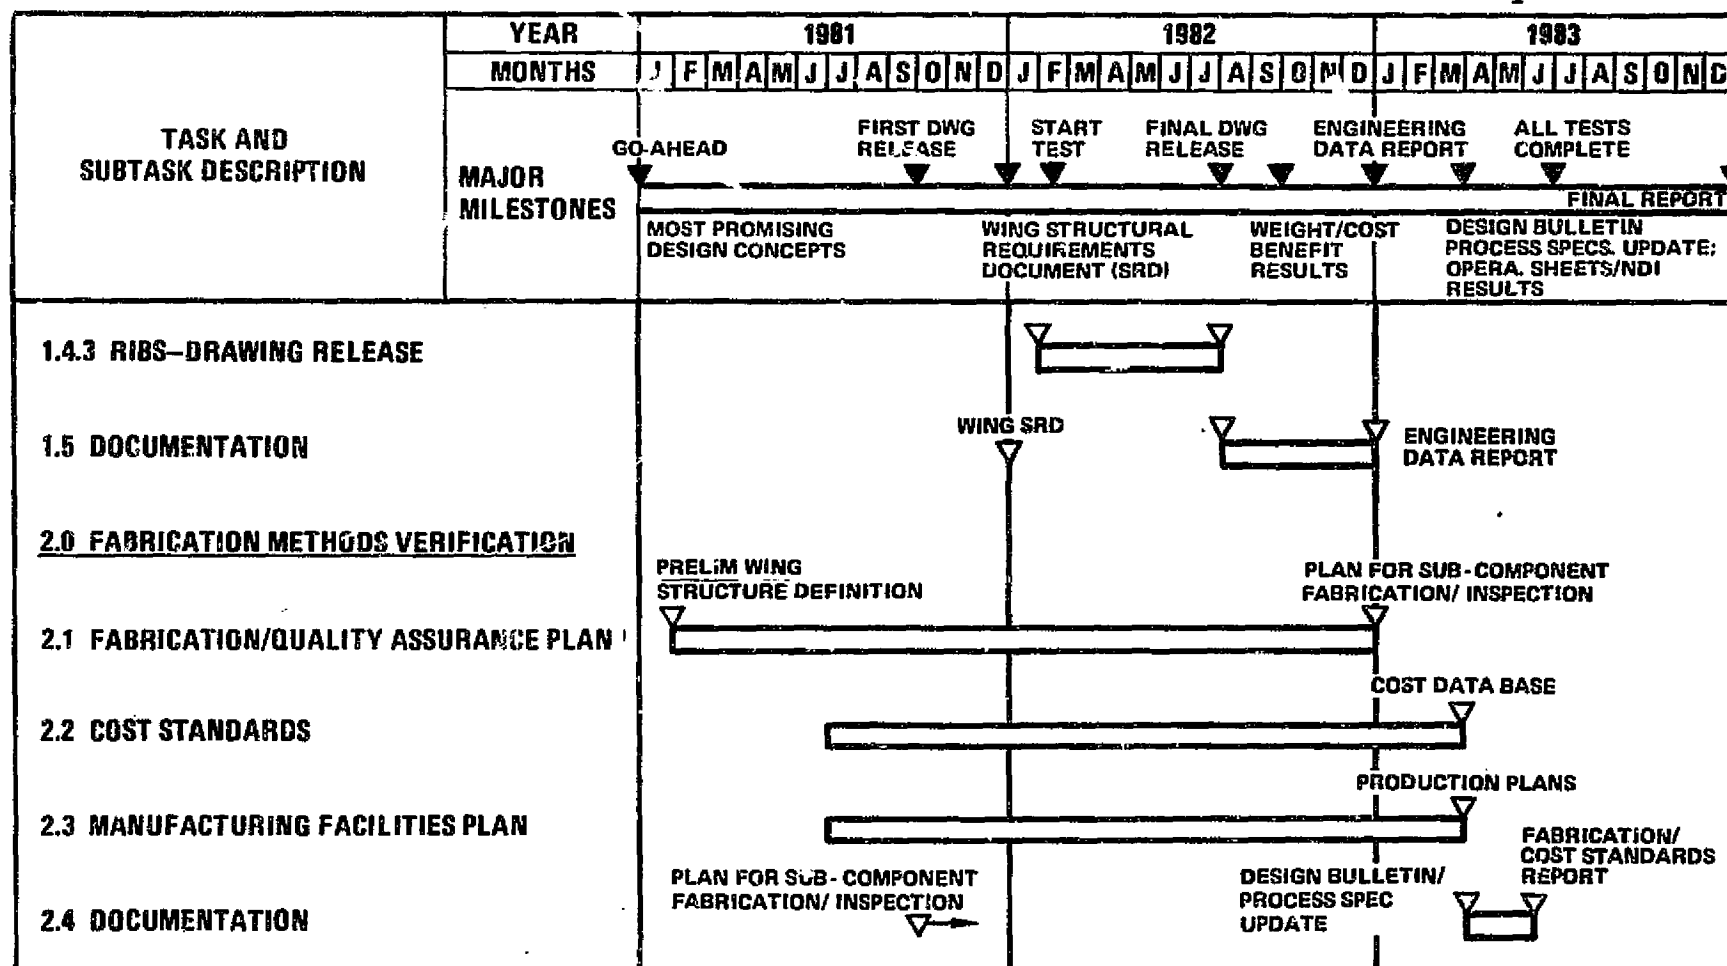 YEAR 1981 1982 1983
MONTHS J F M A M J J A S O N D J F M A M J J A S O N D J F M A M J J A S O N D
TASK AND
SUBTASK DESCRIPTION
MAJOR
MILESTONES
GO-AHEAD
FIRST DWG
RELEASE
START
TEST
FINAL DWG
RELEASE
ENGINEERING
DATA REPORT
ALL TESTS
COMPLETE
FINAL REPORT
MOST PROMISING
DESIGN CONCEPTS
WING STRUCTURAL
REQUIREMENTS
DOCUMENT (SRD)
WEIGHT/COST
BENEFIT
RESULTS
DESIGN BULLETIN
PROCESS SPECS. UPDATE;
OPERA. SHEETS/NDI
RESULTS
1.4.3 RIBS-DRAWING RELEASE
1.5 DOCUMENTATION
WING SRD
ENGINEERING
DATA REPORT
2.0 FABRICATION METHODS VERIFICATION
PRELIM WING
STRUCTURE DEFINITION
PLAN FOR SUB-COMPONENT
FABRICATION/ INSPECTION
2.1 FABRICATION/QUALITY ASSURANCE PLAN
COST DATA BASE
2.2 COST STANDARDS
PRODUCTION PLANS
2.3 MANUFACTURING FACILITIES PLAN
FABRICATION/
COST STANDARDS
REPORT
PLAN FOR SUB-COMPONENT
FABRICATION/ INSPECTION
DESIGN BULLETIN/
PROCESS SPEC
UPDATE
2.4 DOCUMENTATION